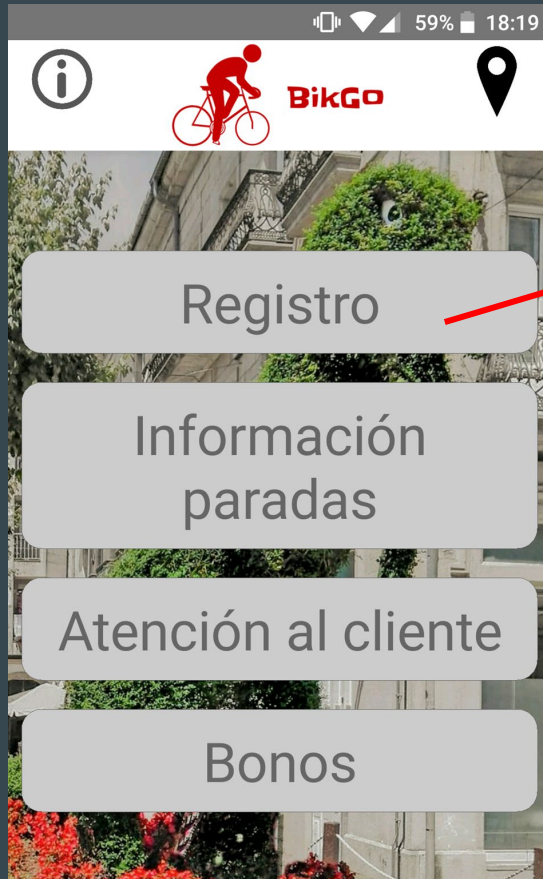 59% 18:19
BikGo
Registro
Información
paradas
Atención al cliente
Bonos